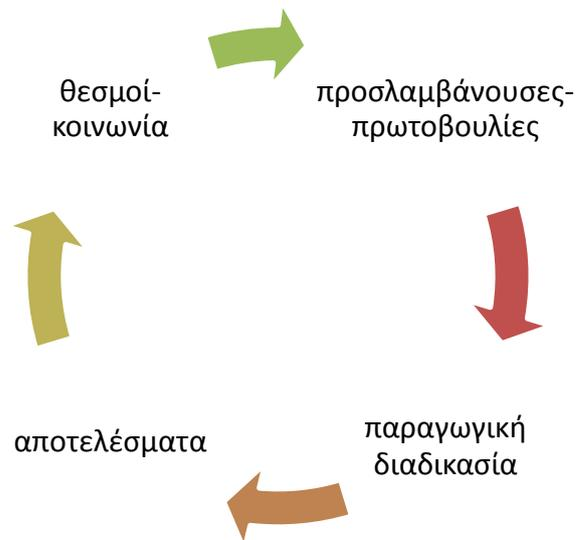 θεσμοί-
κοινωνία
προσλαμβάνουσες-
πρωτοβουλίες
παραγωγική
διαδικασία
αποτελέσματα